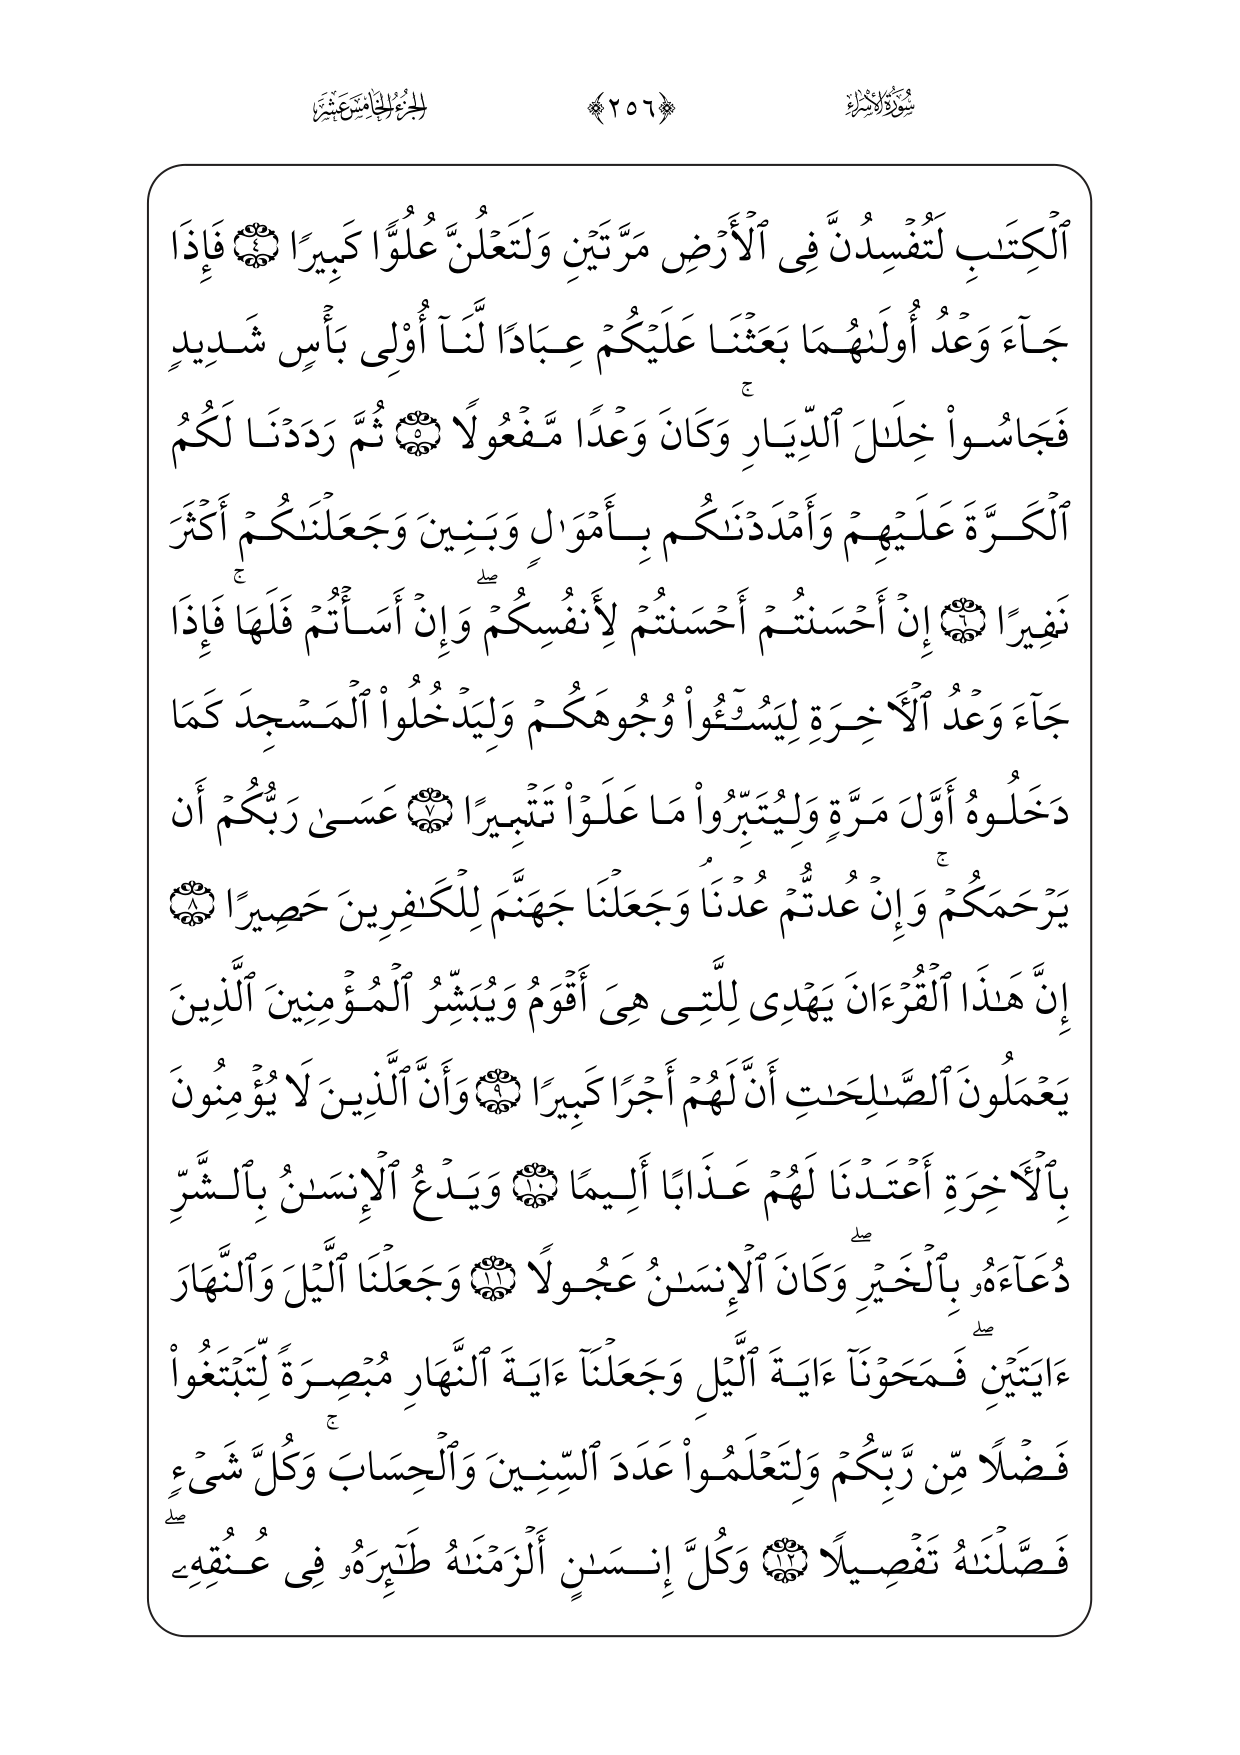 سُورَةُ الإِسْرَاء ﴿٢٥٦﴾ الجُزْءُ الخَامِسَ عَشَرَ
ٱلْكِتَـٰبِ لَتُفْسِدُنَّ فِى ٱلْأَرْضِ مَرَّتَيْنِ وَلَتَعْلُنَّ عُلُوًّا كَبِيرًا ٤ فَإِذَا
جَآءَ وَعْدُ أُولَىٰهُمَا بَعَثْنَا عَلَيْكُمْ عِبَادًا لَّنَآ أُو۟لِى بَأْسٍ شَدِيدٍ
فَجَاسُوا۟ خِلَـٰلَ ٱلدِّيَارِ ۚ وَكَانَ وَعْدًا مَّفْعُولًا ٥ ثُمَّ رَدَدْنَا لَكُمُ
ٱلْكَرَّةَ عَلَيْهِمْ وَأَمْدَدْنَـٰكُم بِأَمْوَٰلٍ وَبَنِينَ وَجَعَلْنَـٰكُمْ أَكْثَرَ
نَفِيرًا ٦ إِنْ أَحْسَنتُمْ أَحْسَنتُمْ لِأَنفُسِكُمْ ۖ وَإِنْ أَسَأْتُمْ فَلَهَا ۚ فَإِذَا
جَآءَ وَعْدُ ٱلْـَٔاخِرَةِ لِيَسُـۥٓـُٔوا۟ وُجُوهَكُمْ وَلِيَدْخُلُوا۟ ٱلْمَسْجِدَ كَمَا
دَخَلُوهُ أَوَّلَ مَرَّةٍ وَلِيُتَبِّرُوا۟ مَا عَلَوْا۟ تَتْبِيرًا ٧ عَسَىٰ رَبُّكُمْ أَن
يَرْحَمَكُمْ ۚ وَإِنْ عُدتُّمْ عُدْنَا ۘ وَجَعَلْنَا جَهَنَّمَ لِلْكَـٰفِرِينَ حَصِيرًا ٨
إِنَّ هَـٰذَا ٱلْقُرْءَانَ يَهْدِى لِلَّتِى هِىَ أَقْوَمُ وَيُبَشِّرُ ٱلْمُؤْمِنِينَ ٱلَّذِينَ
يَعْمَلُونَ ٱلصَّـٰلِحَـٰتِ أَنَّ لَهُمْ أَجْرًا كَبِيرًا ٩ وَأَنَّ ٱلَّذِينَ لَا يُؤْمِنُونَ
بِٱلْـَٔاخِرَةِ أَعْتَدْنَا لَهُمْ عَذَابًا أَلِيمًا ١٠ وَيَدْعُ ٱلْإِنسَـٰنُ بِٱلشَّرِّ
دُعَآءَهُۥ بِٱلْخَيْرِ ۖ وَكَانَ ٱلْإِنسَـٰنُ عَجُولًا ١١ وَجَعَلْنَا ٱلَّيْلَ وَٱلنَّهَارَ
ءَايَتَيْنِ ۖ فَمَحَوْنَآ ءَايَةَ ٱلَّيْلِ وَجَعَلْنَآ ءَايَةَ ٱلنَّهَارِ مُبْصِرَةً لِّتَبْتَغُوا۟
فَضْلًا مِّن رَّبِّكُمْ وَلِتَعْلَمُوا۟ عَدَدَ ٱلسِّنِينَ وَٱلْحِسَابَ ۚ وَكُلَّ شَىْءٍ
فَصَّلْنَـٰهُ تَفْصِيلًا ١٢ وَكُلَّ إِنسَـٰنٍ أَلْزَمْنَـٰهُ طَـٰٓئِرَهُۥ فِى عُنُقِهِۦ ۖ